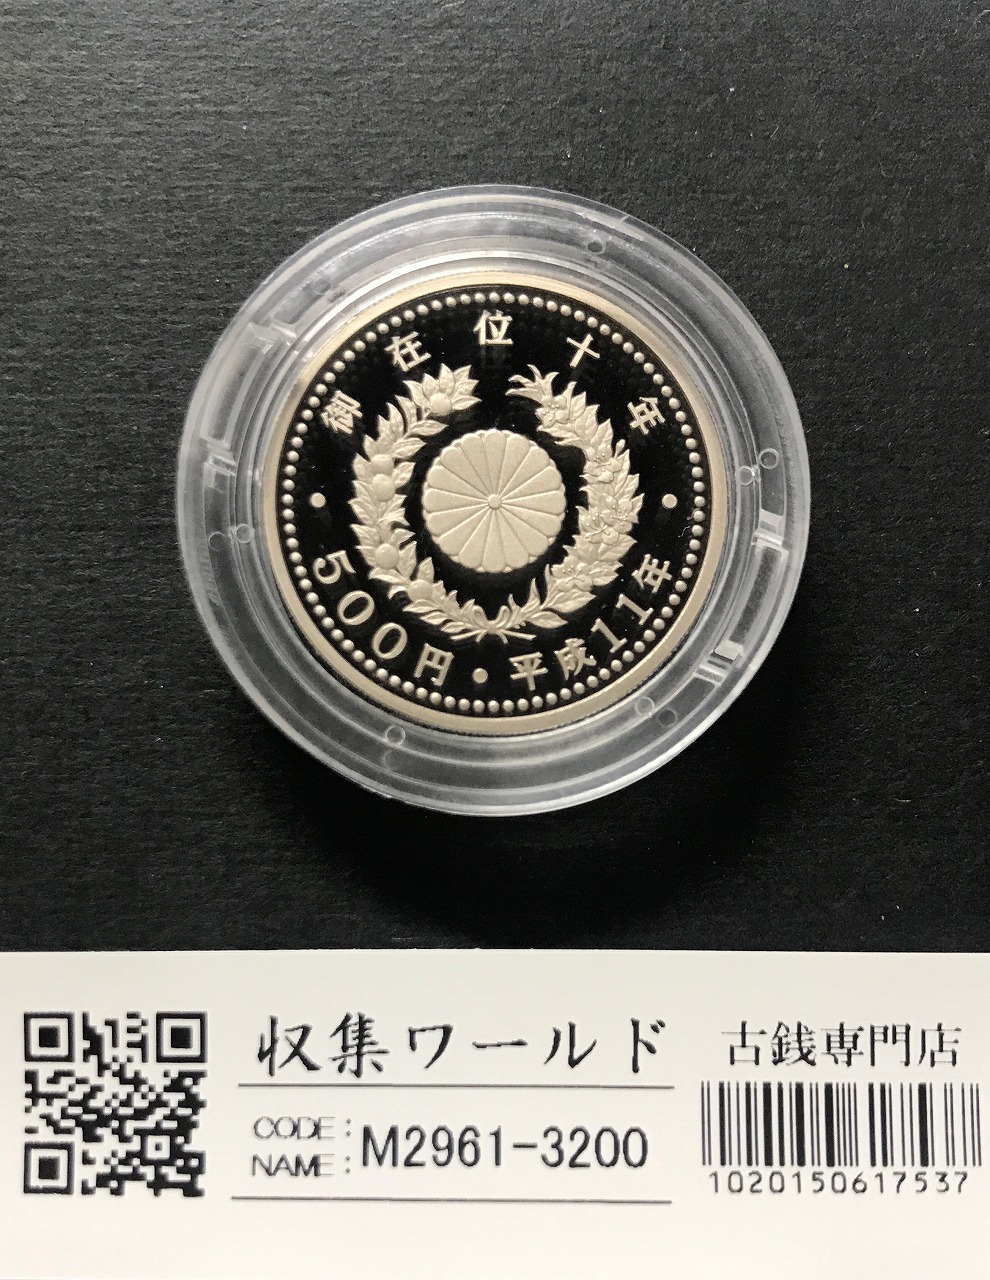 御在位十年
500円・平成11年
収集ワールド
古銭専門店
CODE:
NAME:
M2961-3200
1020150617537